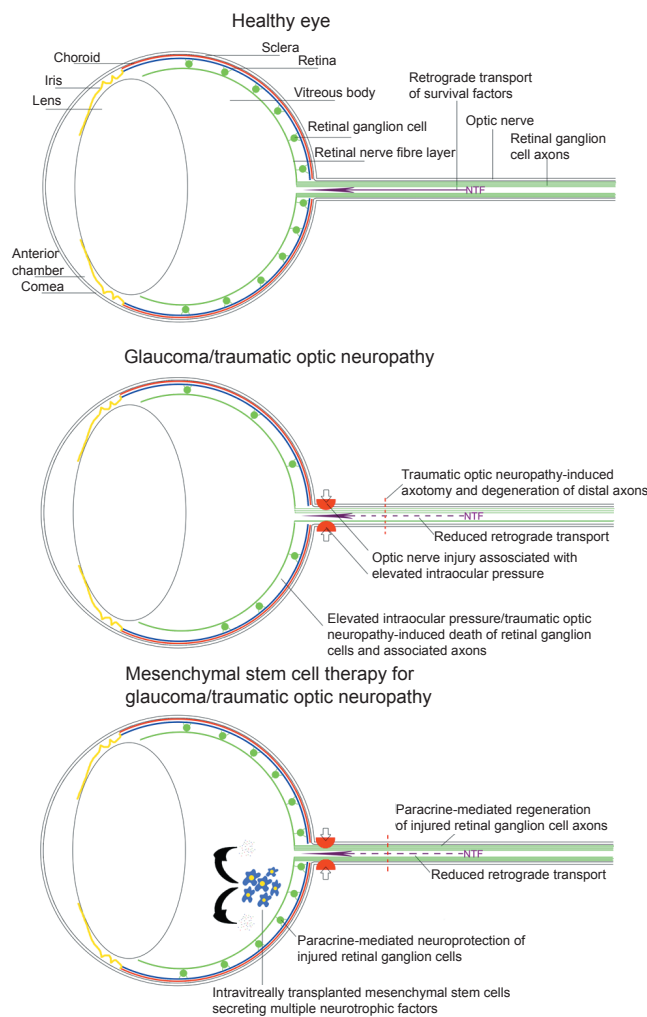 Healthy eye
Choroid
Sclera
Retina
Iris
Lens
Vitreous body
Retrograde transport
of survival factors
Optic nerve
Retinal ganglion cell
Retinal ganglion
cell axons
Retinal nerve fibre layer
NTF
Anterior
chamber
Cornea
Glaucoma/traumatic optic neuropathy
Traumatic optic neuropathy-induced
axotomy and degeneration of distal axons
NTF
Reduced retrograde transport
Optic nerve injury assosciated with
elevated intraocular pressure
Elevated intraocular pressure/traumatic optic
neuropathy-induced death of retinal ganglion
cells and associated axons
Mesenchymal stem cell therapy for
glaucoma/traumatic optic neuropathy
Paracrine-mediated regeneration
of injured retinal ganglion cell axons
NTF
Reduced retrograde transport
Paracrine-mediated neuroprotection of
injured retinal ganglion cells
Intravitreally transplanted mesenchymal stem cells
secreting multiple neurotrophic factors